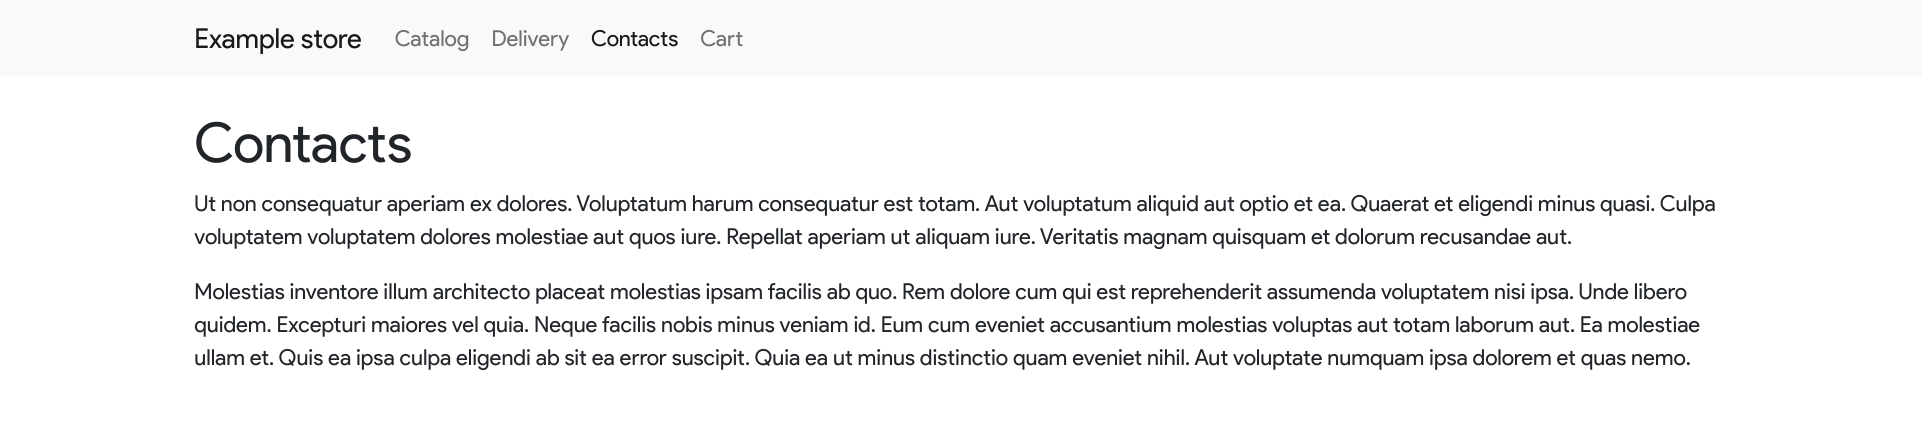 Example store Catalog Delivery Contacts Cart
Contacts
Ut non consequatur aperiam ex dolores. Voluptatum harum consequatur est totam. Aut voluptatum aliquid aut optio et ea. Quaerat et eligendi minus quasi. Culpa
voluptatem voluptatem dolores molestiae aut quos iure. Repellat aperiam ut aliquam iure. Veritatis magnam quisquam et dolorum recusandae aut.
Molestias inventore illum architecto placeat molestias ipsam facilis ab quo. Rem dolore cum qui est reprehenderit assumenda voluptatem nisi ipsa. Unde libero
quidem. Excepturi maiores vel quia. Neque facilis nobis minus veniam id. Eum cum eveniet accusantium molestias voluptas aut totam laborum aut. Ea molestiae
ullam et. Quis ea ipsa culpa eligendi ab sit ea error suscipit. Quia ea ut minus distinctio quam eveniet nihil. Aut voluptate numquam ipsa dolorem et quas nemo.